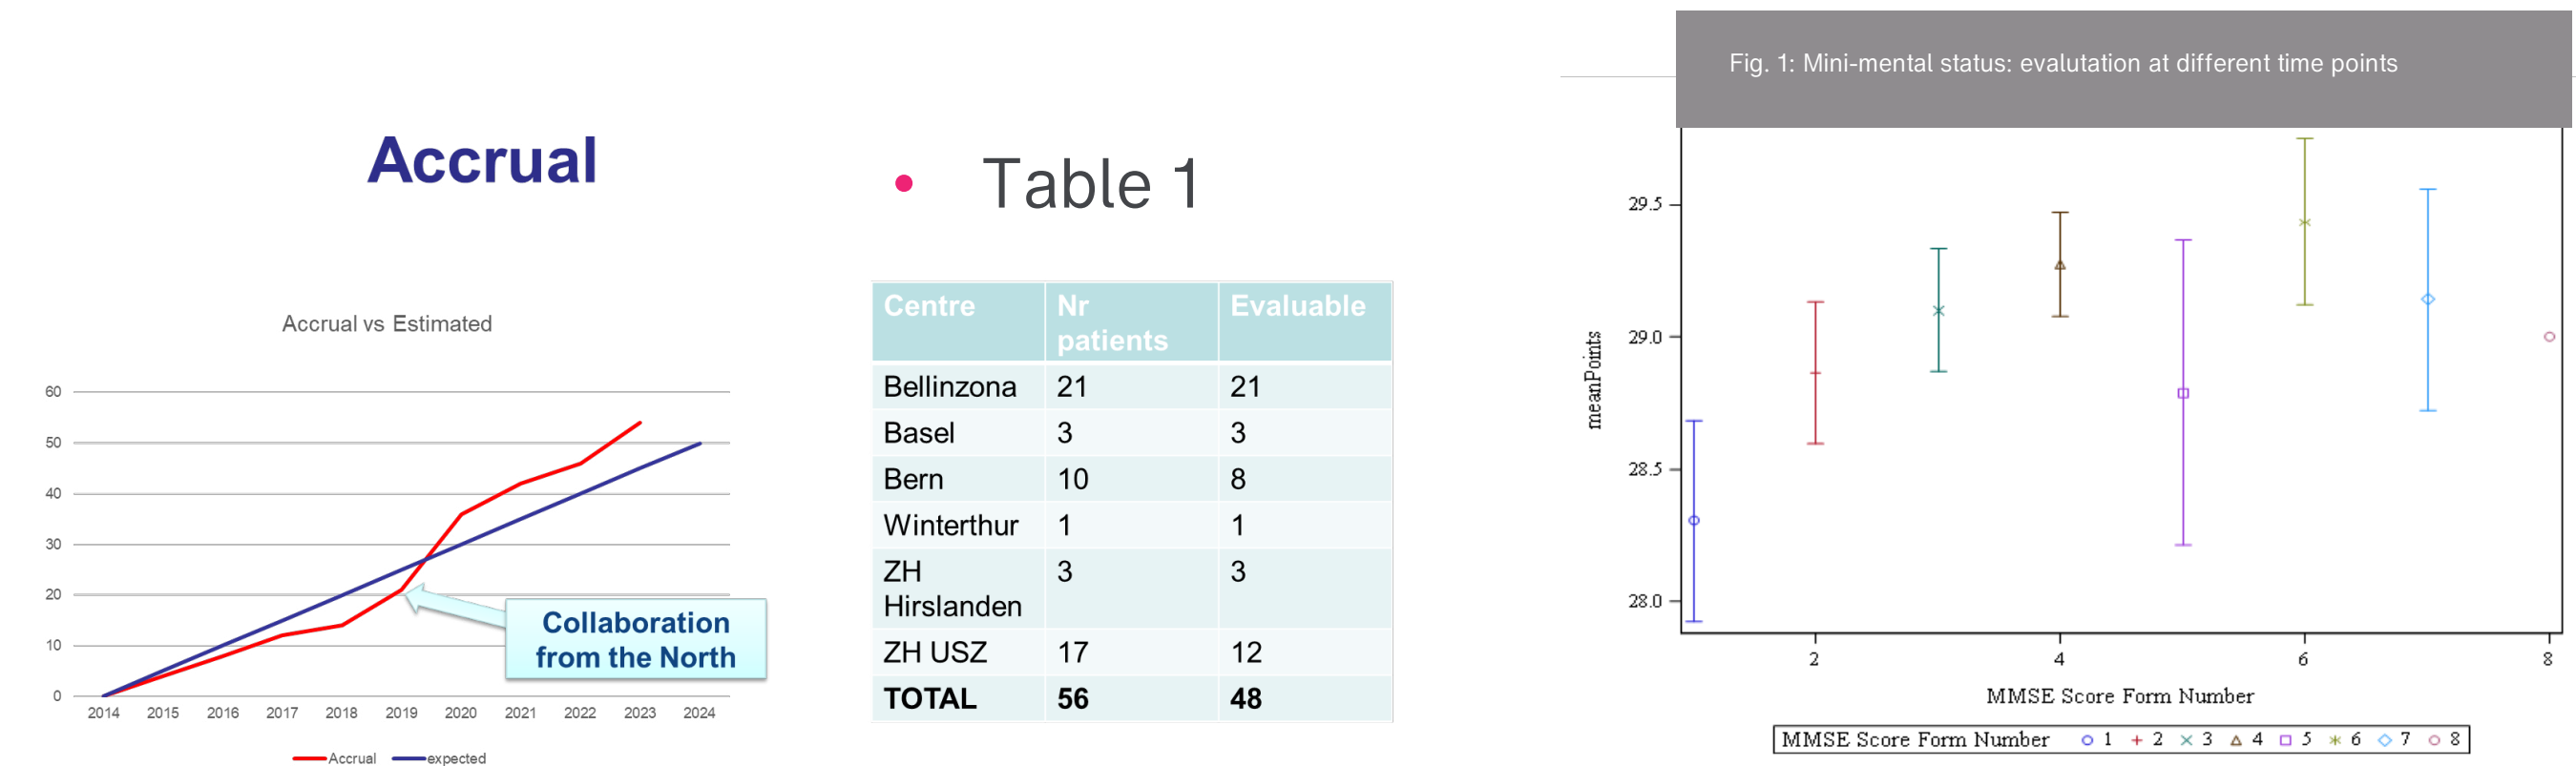 Accrual
Accrual vs Estimated
60
50
40
30
20
10
0
2014 2015 2016 2017 2018 2019 2020 2021 2022 2023 2024
Collaboration
from the North
Accrual expected
• Table 1
Centre Nr patients Evaluable
Bellinzona 21 21
Basel 3 3
Bern 10 8
Winterthur 1 1
ZH Hirslanden 3 3
ZH USZ 17 12
TOTAL 56 48
Fig. 1: Mini-mental status: evalutation at different time points
meanPoints
29.5
29.0
28.5
28.0
2 4 6 8
MMSE Score Form Number
MMSE Score Form Number 1 2 3 4 5 6 7 8